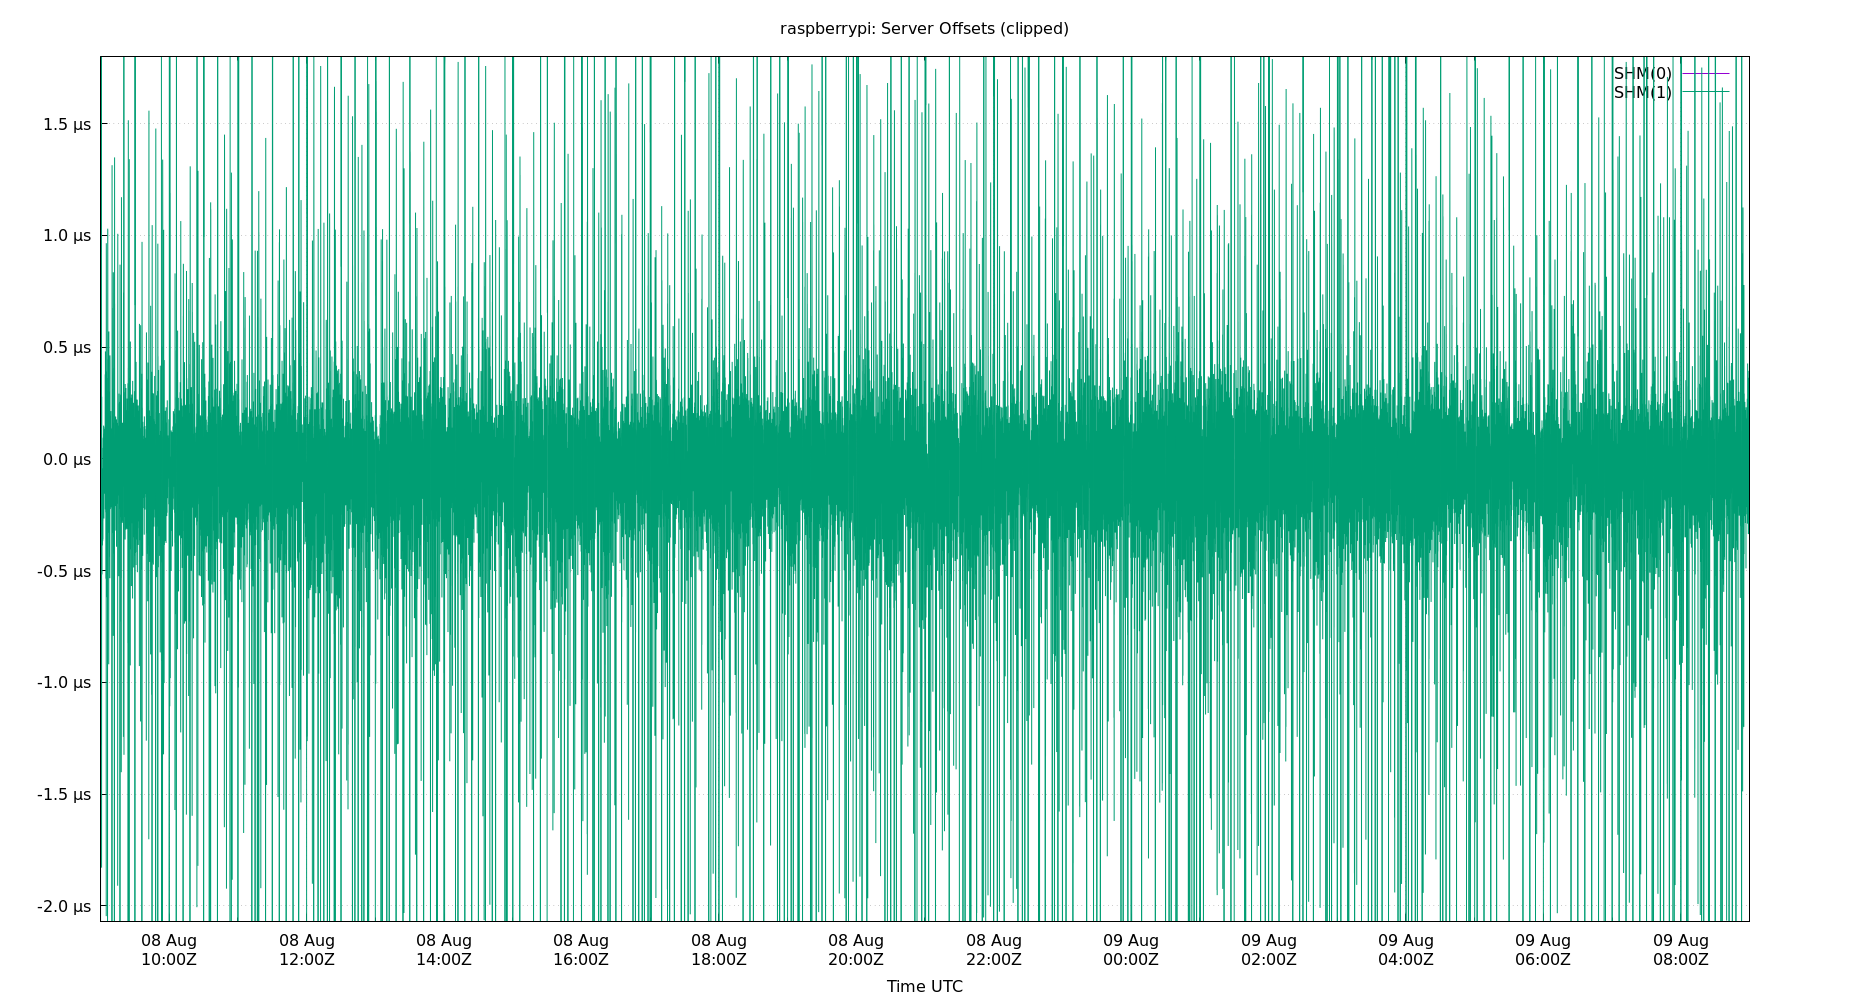 raspberrypi: Server Offsets (clipped)
SHM(0)
SHM(1)
1.5 µs
1.0 µs
0.5 µs
0.0 µs
-0.5 µs
-1.0 µs
-1.5 µs
-2.0 µs
08 Aug 08 Aug 08 Aug 08 Aug 08 Aug 08 Aug 08 Aug 09 Aug 09 Aug 09 Aug 09 Aug 09 Aug
10:00Z 12:00Z 14:00Z 16:00Z 18:00Z 20:00Z 22:00Z 00:00Z 02:00Z 04:00Z 06:00Z 08:00Z
Time UTC